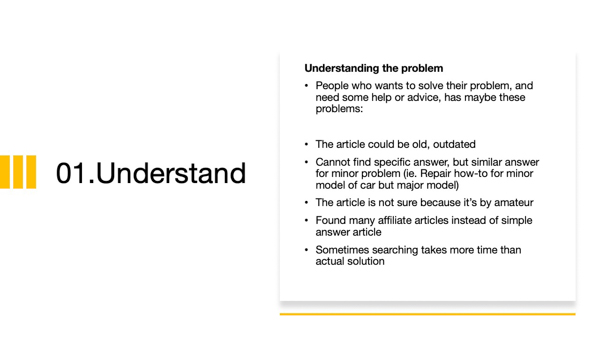 01.Understand
Understanding the problem
• People who wants to solve their problem, and
need some help or advice, has maybe these
problems:
• The article could be old, outdated
• Cannot find specific answer, but similar answer
for minor problem (ie. Repair how-to for minor
model of car but major model)
• The article is not sure because it's by amateur
• Found many affiliate articles instead of simple
answer article
• Sometimes searching takes more time than
actual solution